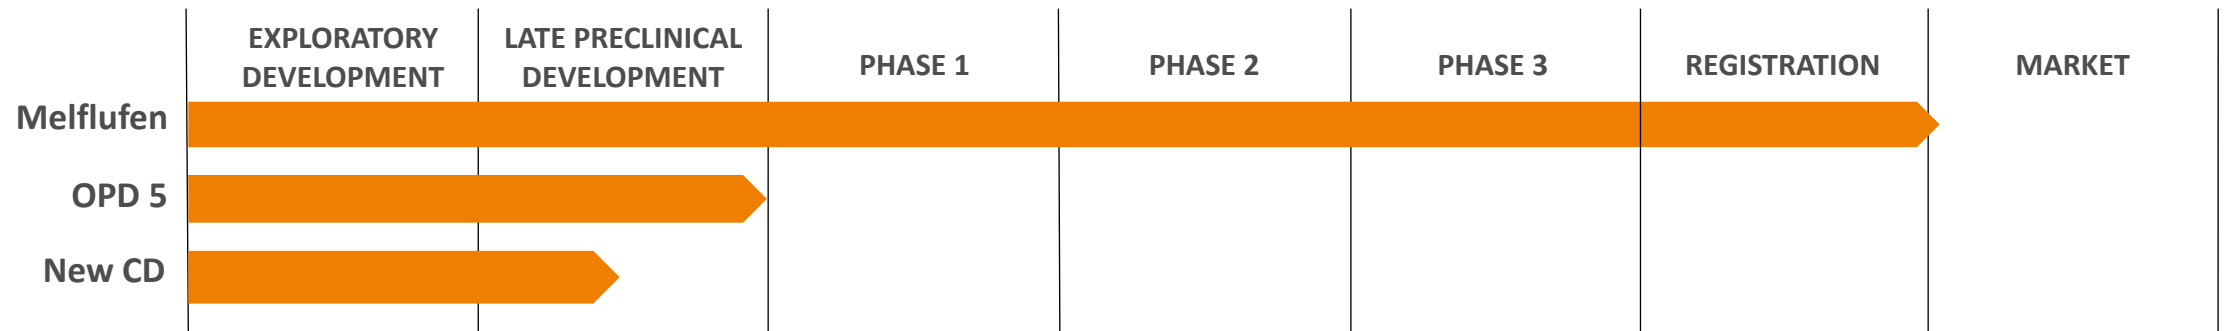 EXPLORATORY
DEVELOPMENT
LATE PRECLINICAL
DEVELOPMENT
PHASE 1
PHASE 2
PHASE 3
REGISTRATION
MARKET
Melflufen
OPD 5
New CD